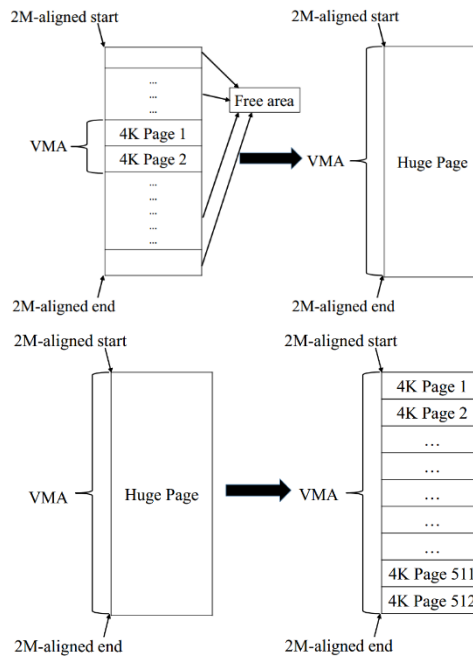 2M-aligned start
...
...
...
4K Page 1
4K Page 2
...
...
...
...
...
VMA
Free area
2M-aligned end
2M-aligned start
VMA
Huge Page
2M-aligned end
2M-aligned start
VMA
Huge Page
2M-aligned end
2M-aligned start
VMA
4K Page 1
4K Page 2
...
...
...
...
...
4K Page 511
4K Page 512
2M-aligned end